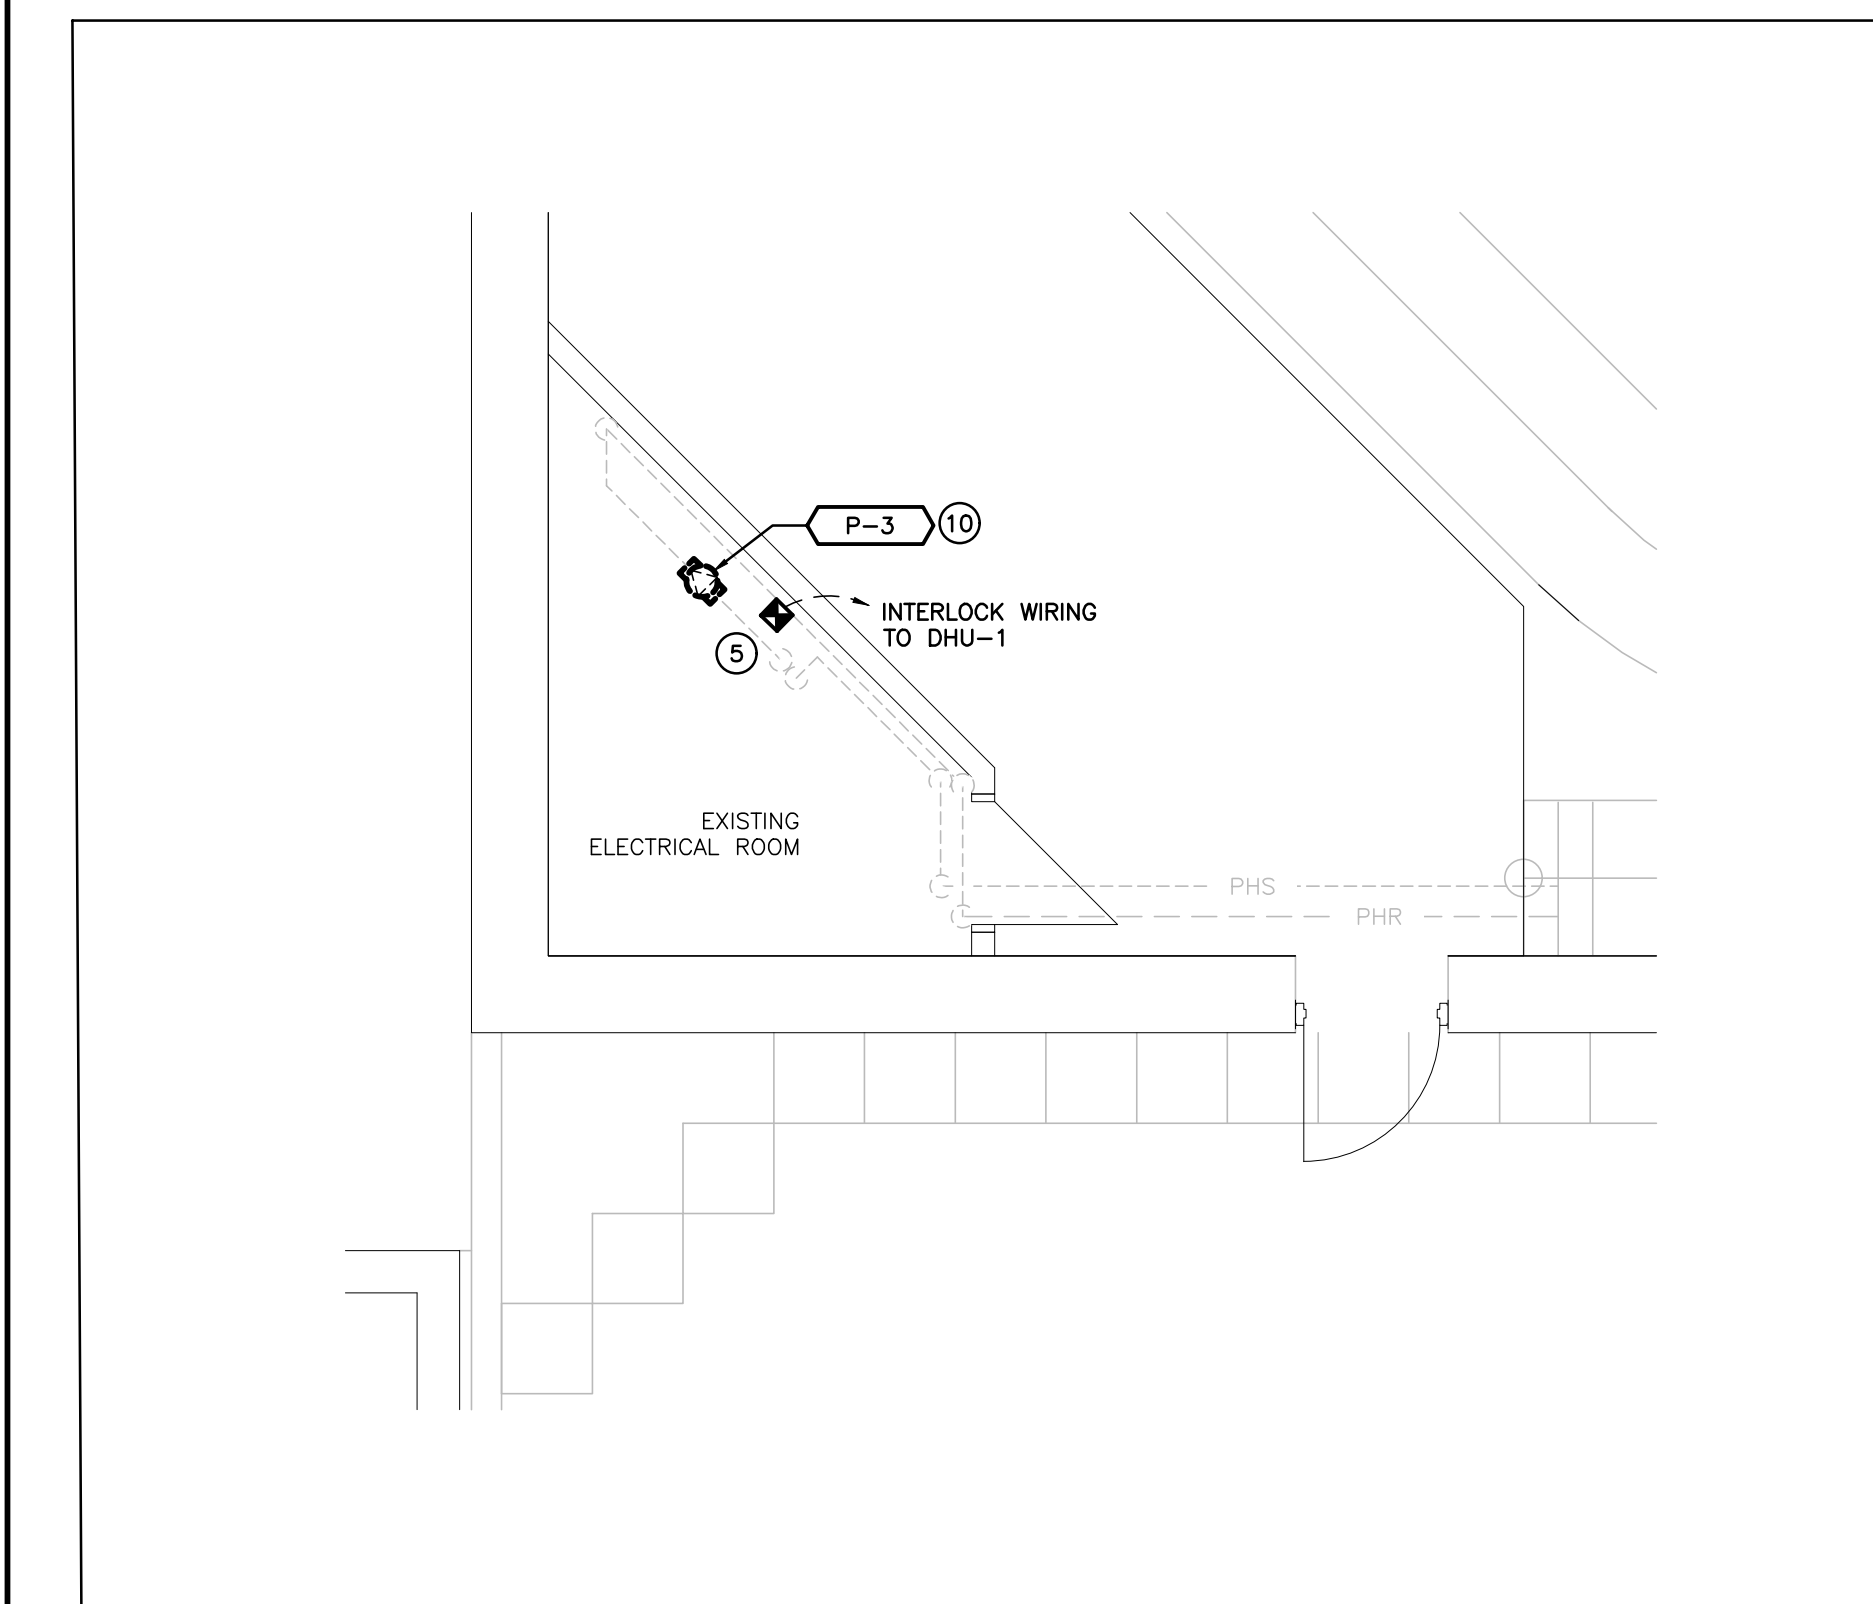 P-3
10
INTERLOCK WIRING
TO DHU-1
5
EXISTING
ELECTRICAL ROOM
PHS
PHR